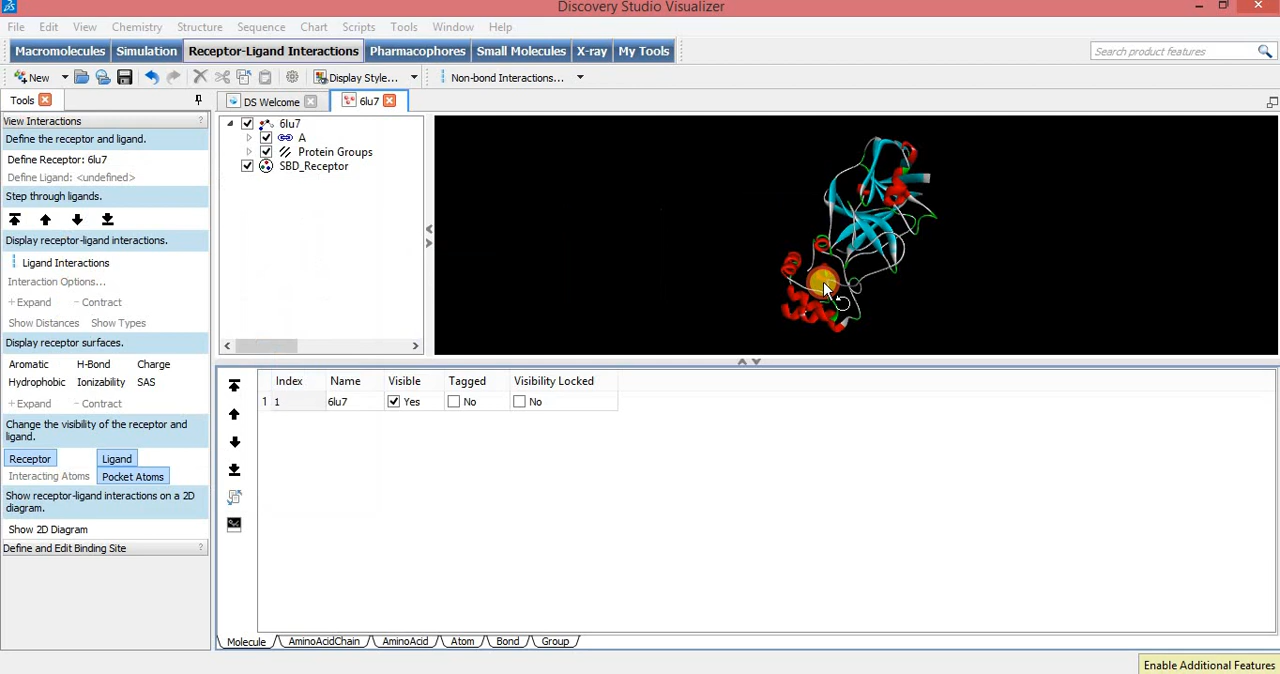 Discovery Studio Visualizer
File Edit View Chemistry Structure Sequence Chart Scripts Tools Window Help
Macromolecules Simulation Receptor-Ligand Interactions Pharmacophores Small Molecules X-ray My Tools Search product features
New Display Style... Non-bond Interactions...
Tools DS Welcome 6lu7
View Interactions ?
Define the receptor and ligand.
Define Receptor: 6lu7
Define Ligand: <undefined>
Step through ligands.
Display receptor-ligand interactions.
Ligand Interactions
Interaction Options...
+ Expand - Contract
Show Distances Show Types
Display receptor surfaces.
Aromatic H-Bond Charge
Hydrophobic Ionizability SAS
+ Expand - Contract
Change the visibility of the receptor and
ligand.
Receptor Ligand
Interacting Atoms Pocket Atoms
Show receptor-ligand interactions on a 2D
diagram.
Show 2D Diagram
Define and Edit Binding Site ?
6lu7
A
Protein Groups
SBD_Receptor
Index Name Visible Tagged Visibility Locked
1 1 6lu7 Yes No No
Molecule AminoAcidChain AminoAcid Atom Bond Group
Enable Additional Features